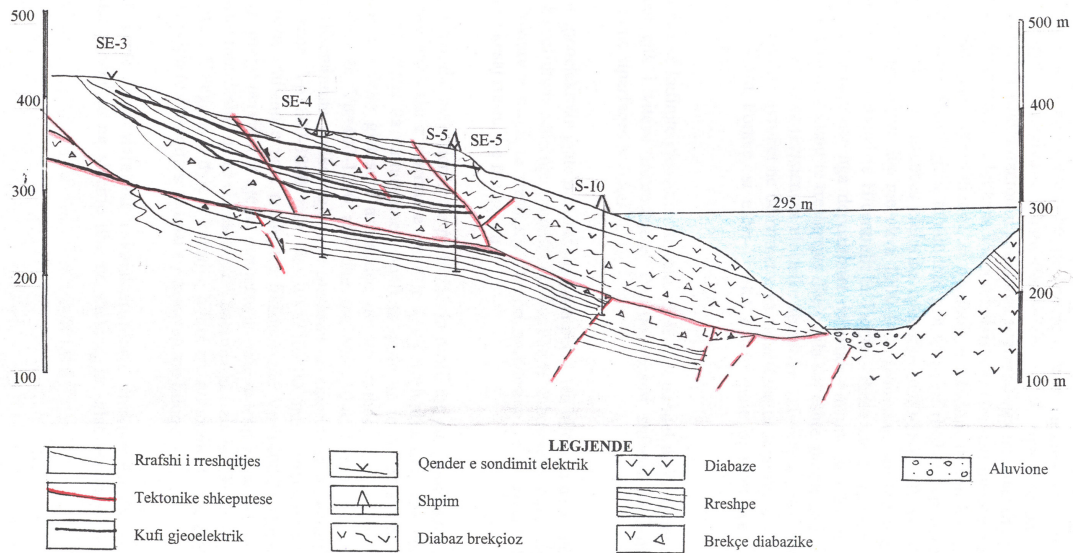 500
500 m
SE-3
400
400
SE-4
S-5
SE-5
300
S-10
295 m
300
200
200
100
100 m
LEGJENDE
Rrafshi i rreshqitjes
Qender e sondimit elektrik
Diabaze
Aluvione
Tektonike shkeputese
Shpim
Rreshpe
Kufi gjeoelektrik
Diabaz brekçioz
Brekçe diabazike